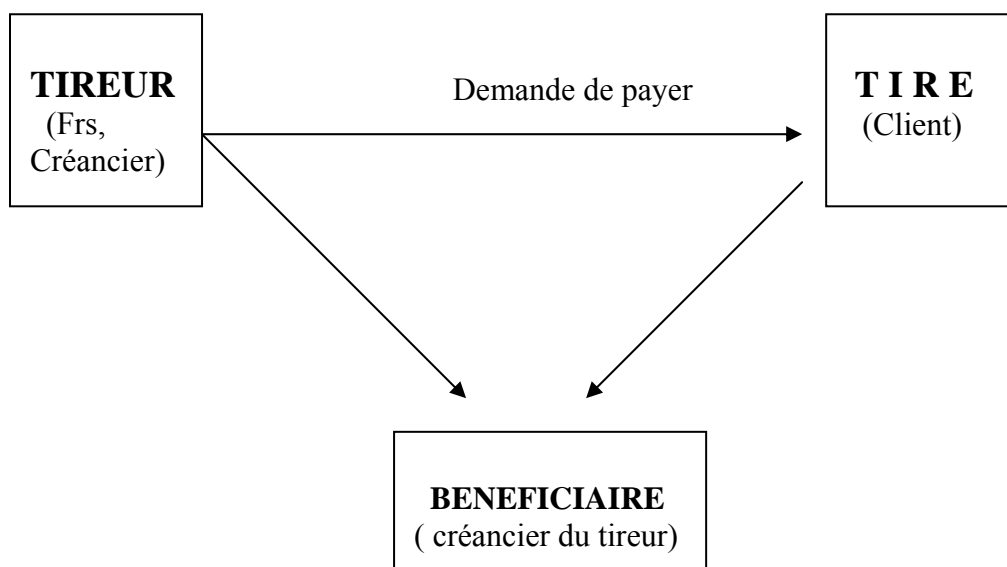 TIREUR
(Frs,
Créancier)
Demande de payer
T I R E
(Client)
BENEFICIAIRE
( créancier du tireur)